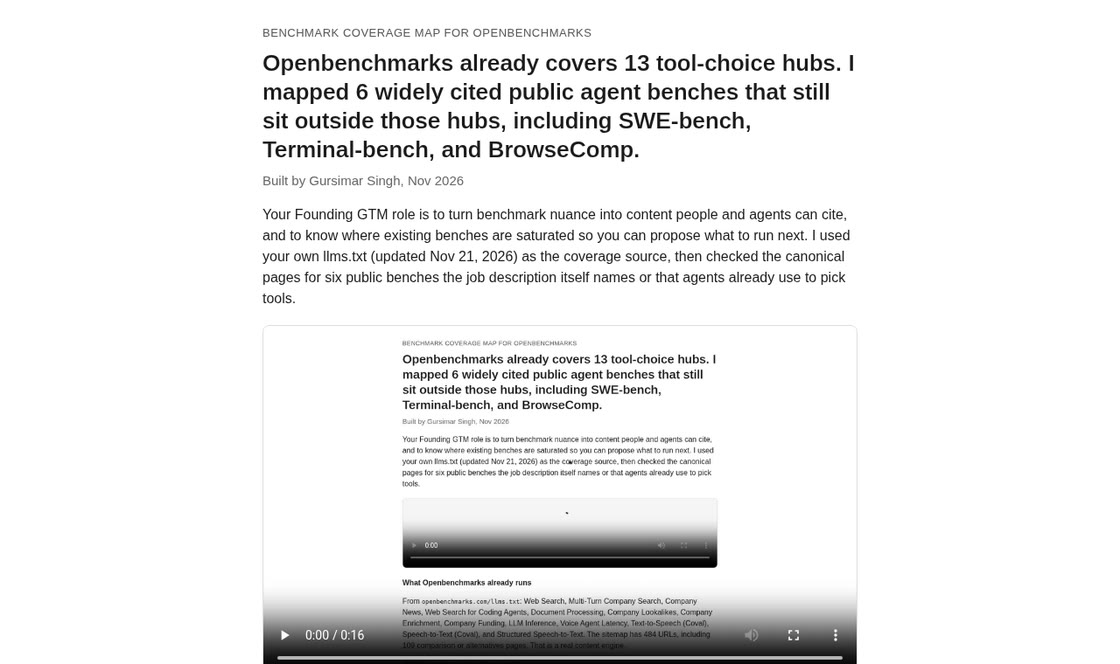 BENCHMARK COVERAGE MAP FOR OPENBENCHMARKS
Openbenchmarks already covers 13 tool-choice hubs. I
mapped 6 widely cited public agent benches that still
sit outside those hubs, including SWE-bench,
Terminal-bench, and BrowseComp.
Built by Gursimar Singh, Nov 2026
Your Founding GTM role is to turn benchmark nuance into content people and agents can cite,
and to know where existing benches are saturated so you can propose what to run next. I used
your own llms.txt (updated Nov 21, 2026) as the coverage source, then checked the canonical
pages for six public benches the job description itself names or that agents already use to pick
tools.
BENCHMARK COVERAGE MAP FOR OPENBENCHMARKS
Openbenchmarks already covers 13 tool-choice hubs. I
mapped 6 widely cited public agent benches that still
sit outside those hubs, including SWE-bench,
Terminal-bench, and BrowseComp.
Built by Gursimar Singh, Nov 2026
Your Founding GTM role is to turn benchmark nuance into content people and agents can cite,
and to know where existing benches are saturated so you can propose what to run next. I used
your own llms.txt (updated Nov 21, 2026) as the coverage source, then checked the canonical
pages for six public benches the job description itself names or that agents already use to pick
tools.
0:00
What Openbenchmarks already runs
From openbenchmarks.com/llms.txt: Web Search, Multi-Turn Company Search, Company
News, Web Search for Coding Agents, Document Processing, Company Lookalikes, Company
Enrichment, Company Funding, LLM Inference, Voice Agent Latency, Text-to-Speech (Coval),
Speech-to-Text (Coval), and Structured Speech-to-Text. The sitemap has 484 URLs, including
109 comparison or alternatives pages. That is a real content engine.
0:00 / 0:16